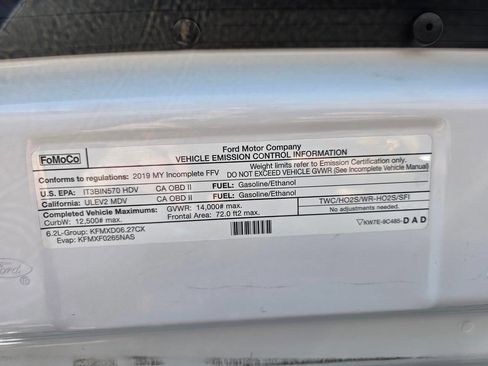 FoMoCo
Ford Motor Company
VEHICLE EMISSION CONTROL INFORMATION
Weight limits refer to Emission Certification only.
Conforms to regulations: 2019 MY Incomplete FFV DO NOT EXCEED VEHICLE GVWR (See Incomplete Vehicle Manual)
U.S. EPA: IT3BIN570 HDV CA OBD II FUEL: Gasoline/Ethanol
California: ULEV2 MDV CA OBD II FUEL: Gasoline/Ethanol
Completed Vehicle Maximums: GVWR: 14,000# max. TWC/HO2S/WR-HO2S/SFI
CurbW: 12,500# max. Frontal Area: 72.0 ft2 max.
6.2L-Group: KFMXD06.27CX
Evap: KFMXF0265NAS
KW7E-9C485-DAD
Ford